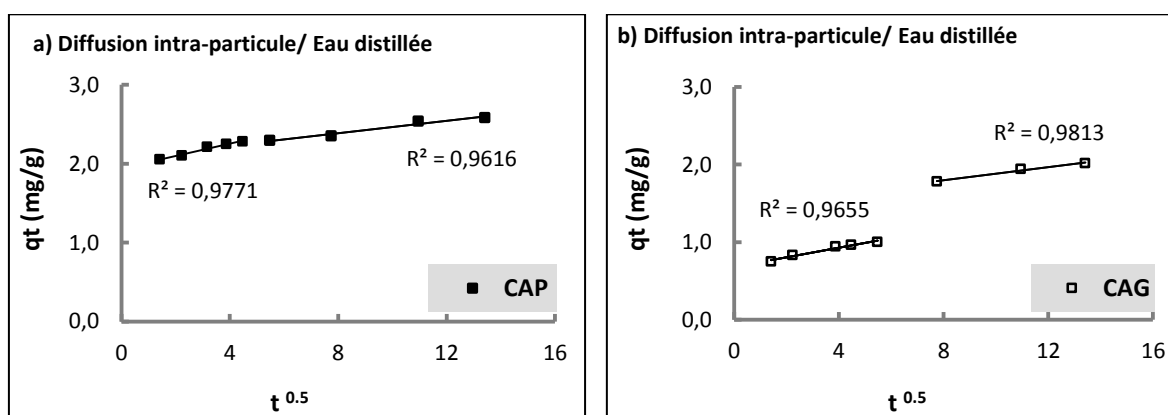 a) Diffusion intra-particule/ Eau distillée
3,0
2,0
1,0
0,0
qt (mg/g)
R² = 0,9771
R² = 0,9616
CAP
0 4 8 12 16
t 0.5
b) Diffusion intra-particule/ Eau distillée
3,0
2,0
1,0
0,0
qt (mg/g)
R² = 0,9813
R² = 0,9655
CAG
0 4 8 12 16
t 0.5